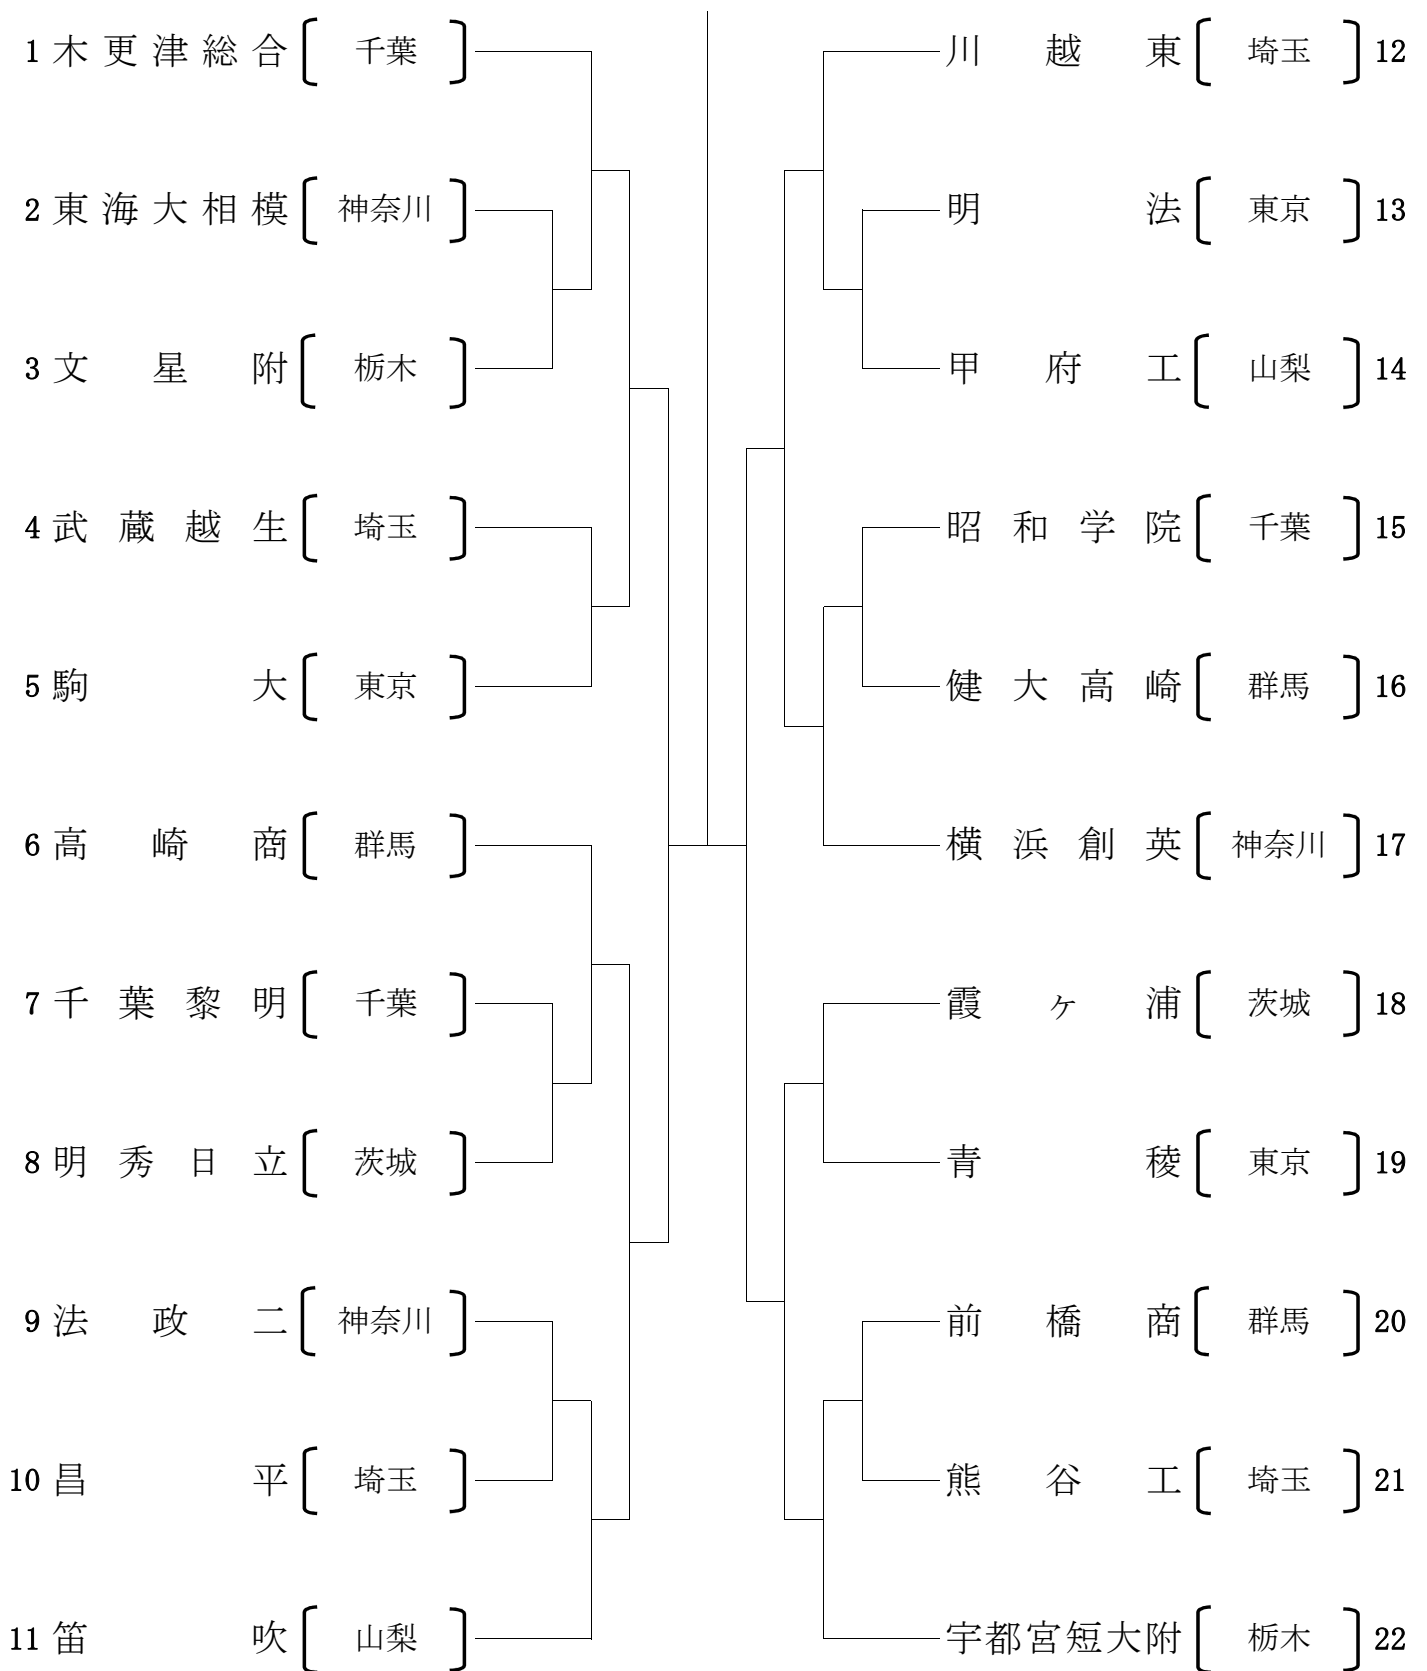 1 木更津総合 〔 千葉 〕
2 東海大相模 〔 神奈川 〕
3 文星附 〔 栃木 〕
4 武蔵越生 〔 埼玉 〕
5 駒大 〔 東京 〕
6 高崎商 〔 群馬 〕
7 千葉黎明 〔 千葉 〕
8 明秀日立 〔 茨城 〕
9 法政二 〔 神奈川 〕
10 昌平 〔 埼玉 〕
11 笛吹 〔 山梨 〕
川越東 〔 埼玉 〕 12
明法 〔 東京 〕 13
甲府工 〔 山梨 〕 14
昭和学院 〔 千葉 〕 15
健大高崎 〔 群馬 〕 16
横浜創英 〔 神奈川 〕 17
霞ヶ浦 〔 茨城 〕 18
青稜 〔 東京 〕 19
前橋商 〔 群馬 〕 20
熊谷工 〔 埼玉 〕 21
宇都宮短大附 〔 栃木 〕 22